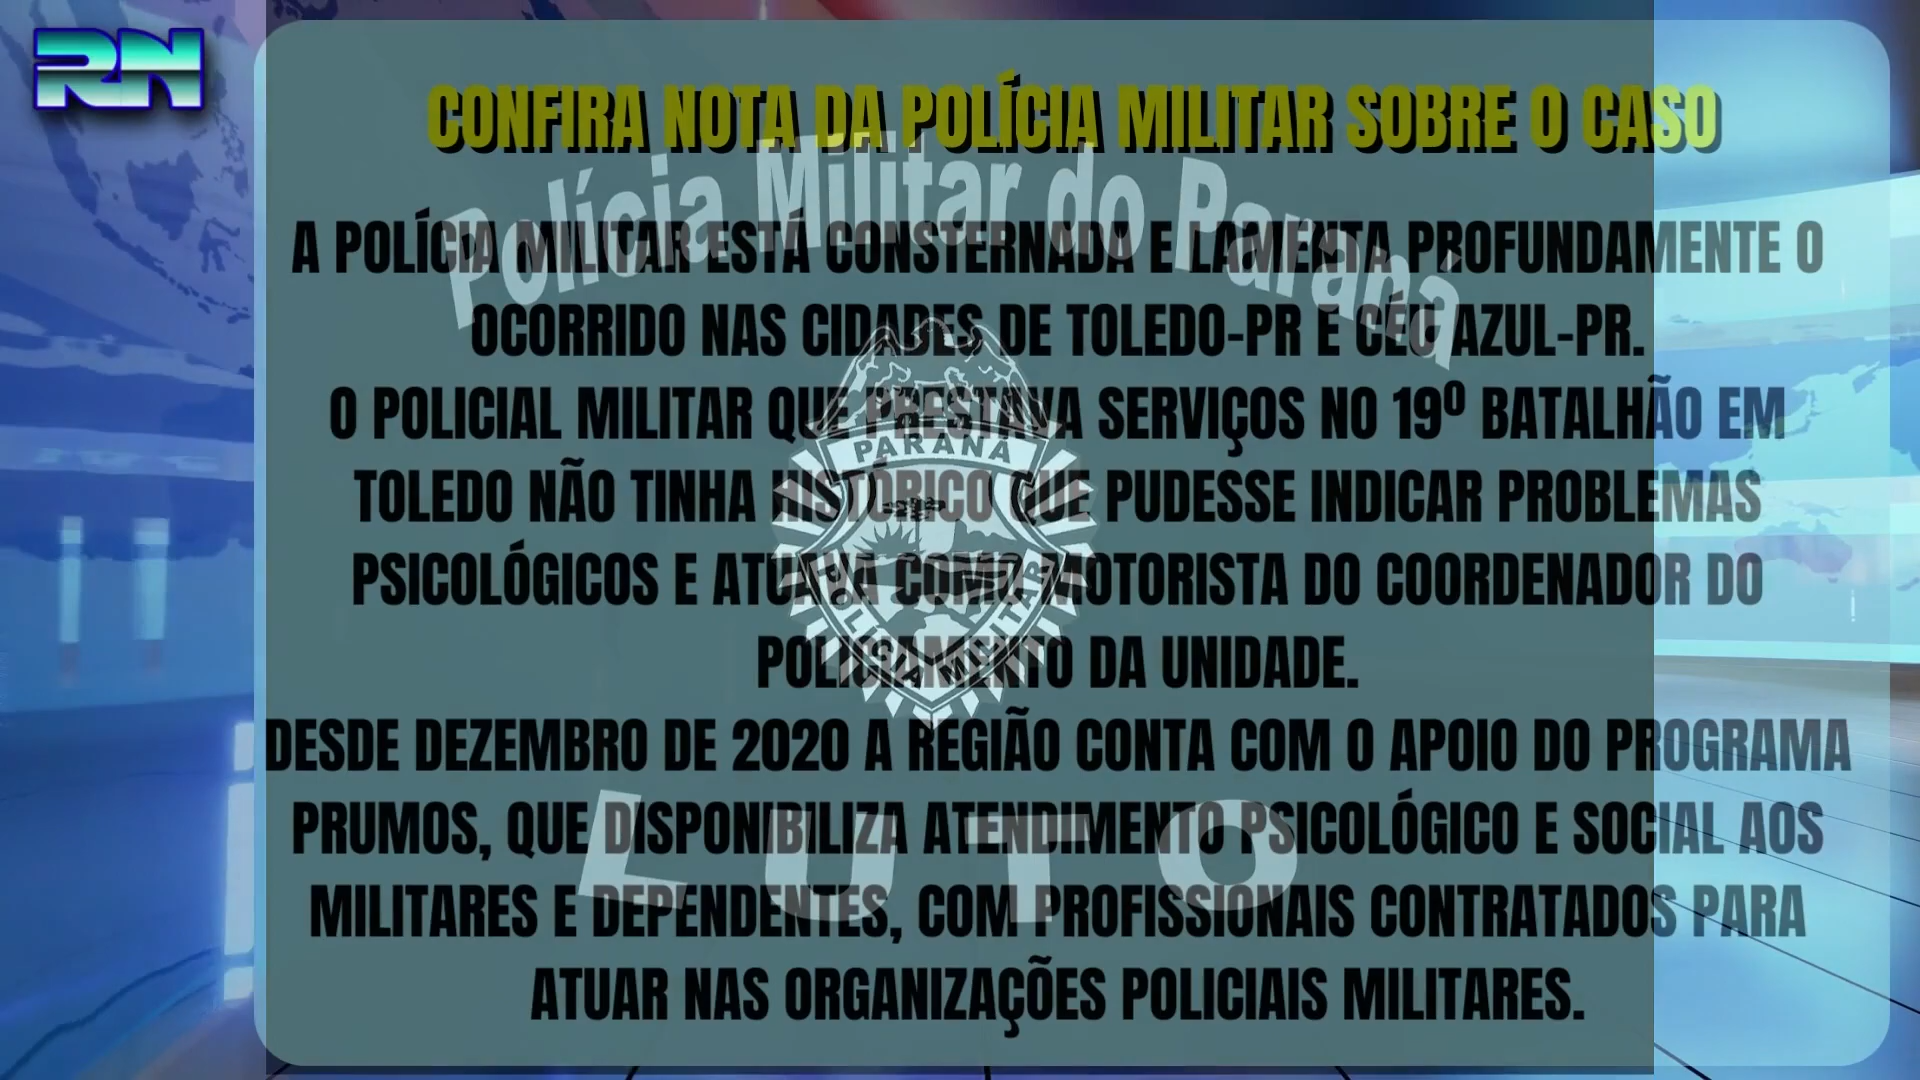 RN
CONFIRA NOTA DA POLÍCIA MILITAR SOBRE O CASO
Polícia Militar do Paraná
A POLÍCIA MILITAR ESTÁ CONSTERNADA E LAMENTA PROFUNDAMENTE O
OCORRIDO NAS CIDADES DE TOLEDO-PR E CÉU AZUL-PR.
O POLICIAL MILITAR QUE PRESTAVA SERVIÇOS NO 19º BATALHÃO EM
PARANÁ
TOLEDO NÃO TINHA HISTÓRICO QUE PUDESSE INDICAR PROBLEMAS
PSICOLÓGICOS E ATUAVA COMO MOTORISTA DO COORDENADOR DO
POLÍCIA MILITAR
POLICIAMENTO DA UNIDADE.
DESDE DEZEMBRO DE 2020 A REGIÃO CONTA COM O APOIO DO PROGRAMA
PRUMOS, QUE DISPONIBILIZA ATENDIMENTO PSICOLÓGICO E SOCIAL AOS
LUTO
MILITARES E DEPENDENTES, COM PROFISSIONAIS CONTRATADOS PARA
ATUAR NAS ORGANIZAÇÕES POLICIAIS MILITARES.